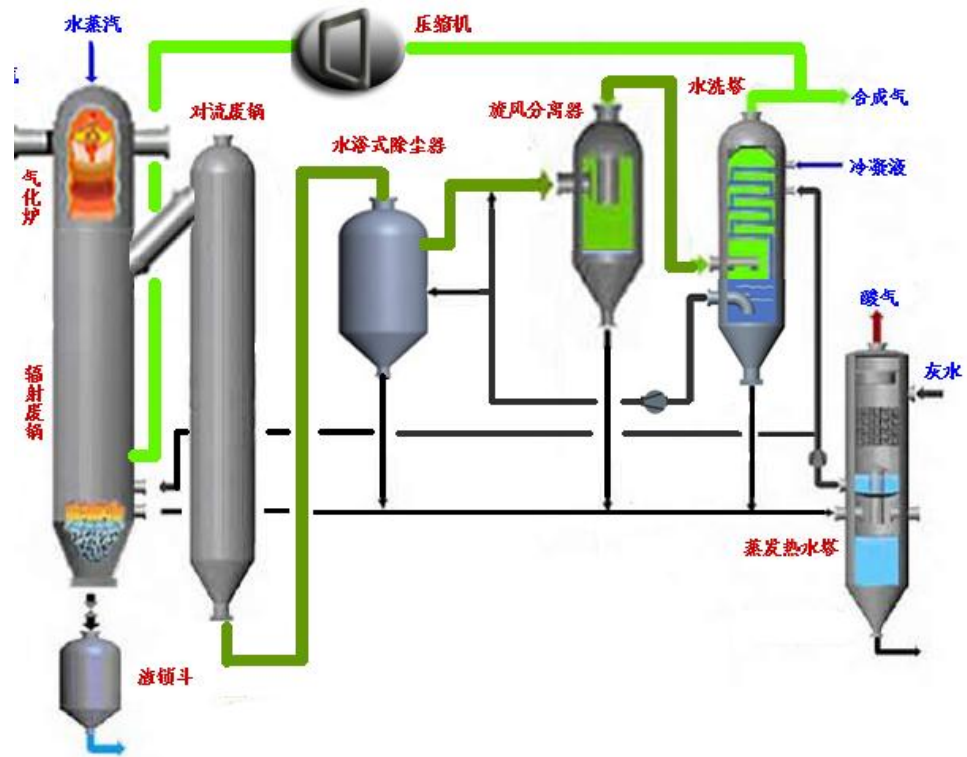 水蒸汽
压缩机
气
对流废锅
水洗塔
合成气
旋风分离器
水浴式除尘器
冷凝液
气化炉
酸气
辐射废锅
灰水
蒸发热水塔
渣锁斗